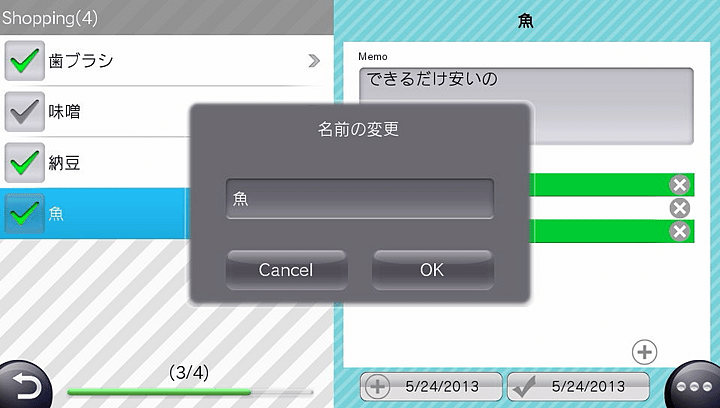 Shopping(4)
歯ブラシ
味噌
納豆
魚
(3/4)
魚
Memo
できるだけ安いの
5/24/2013
5/24/2013
名前の変更
魚
Cancel
OK